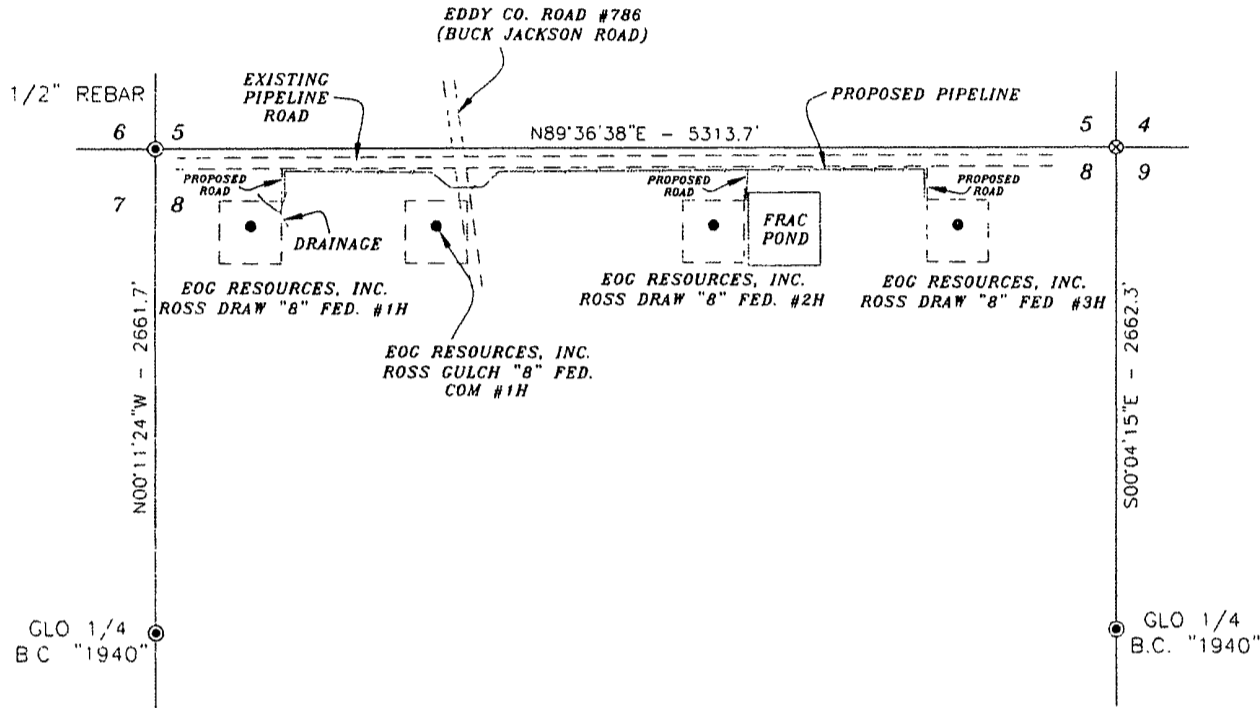 EDDY CO. ROAD #786
(BUCK JACKSON ROAD)
1/2" REBAR
EXISTING
PIPELINE
ROAD
PROPOSED PIPELINE
6 5
N89°36'38"E - 5313.7'
5 4
7 8
8 9
PROPOSED
ROAD
PROPOSED
ROAD
PROPOSED
ROAD
DRAINAGE
FRAC
POND
EOG RESOURCES, INC.
ROSS DRAW "8" FED. #1H
EOG RESOURCES, INC.
ROSS DRAW "8" FED. #2H
EOG RESOURCES, INC.
ROSS DRAW "8" FED #3H
EOG RESOURCES, INC.
ROSS GULCH "8" FED.
COM #1H
N00°11'24"W - 2661.7'
S00°04'15"E - 2662.3'
GLO 1/4
B C "1940"
GLO 1/4
B.C. "1940"